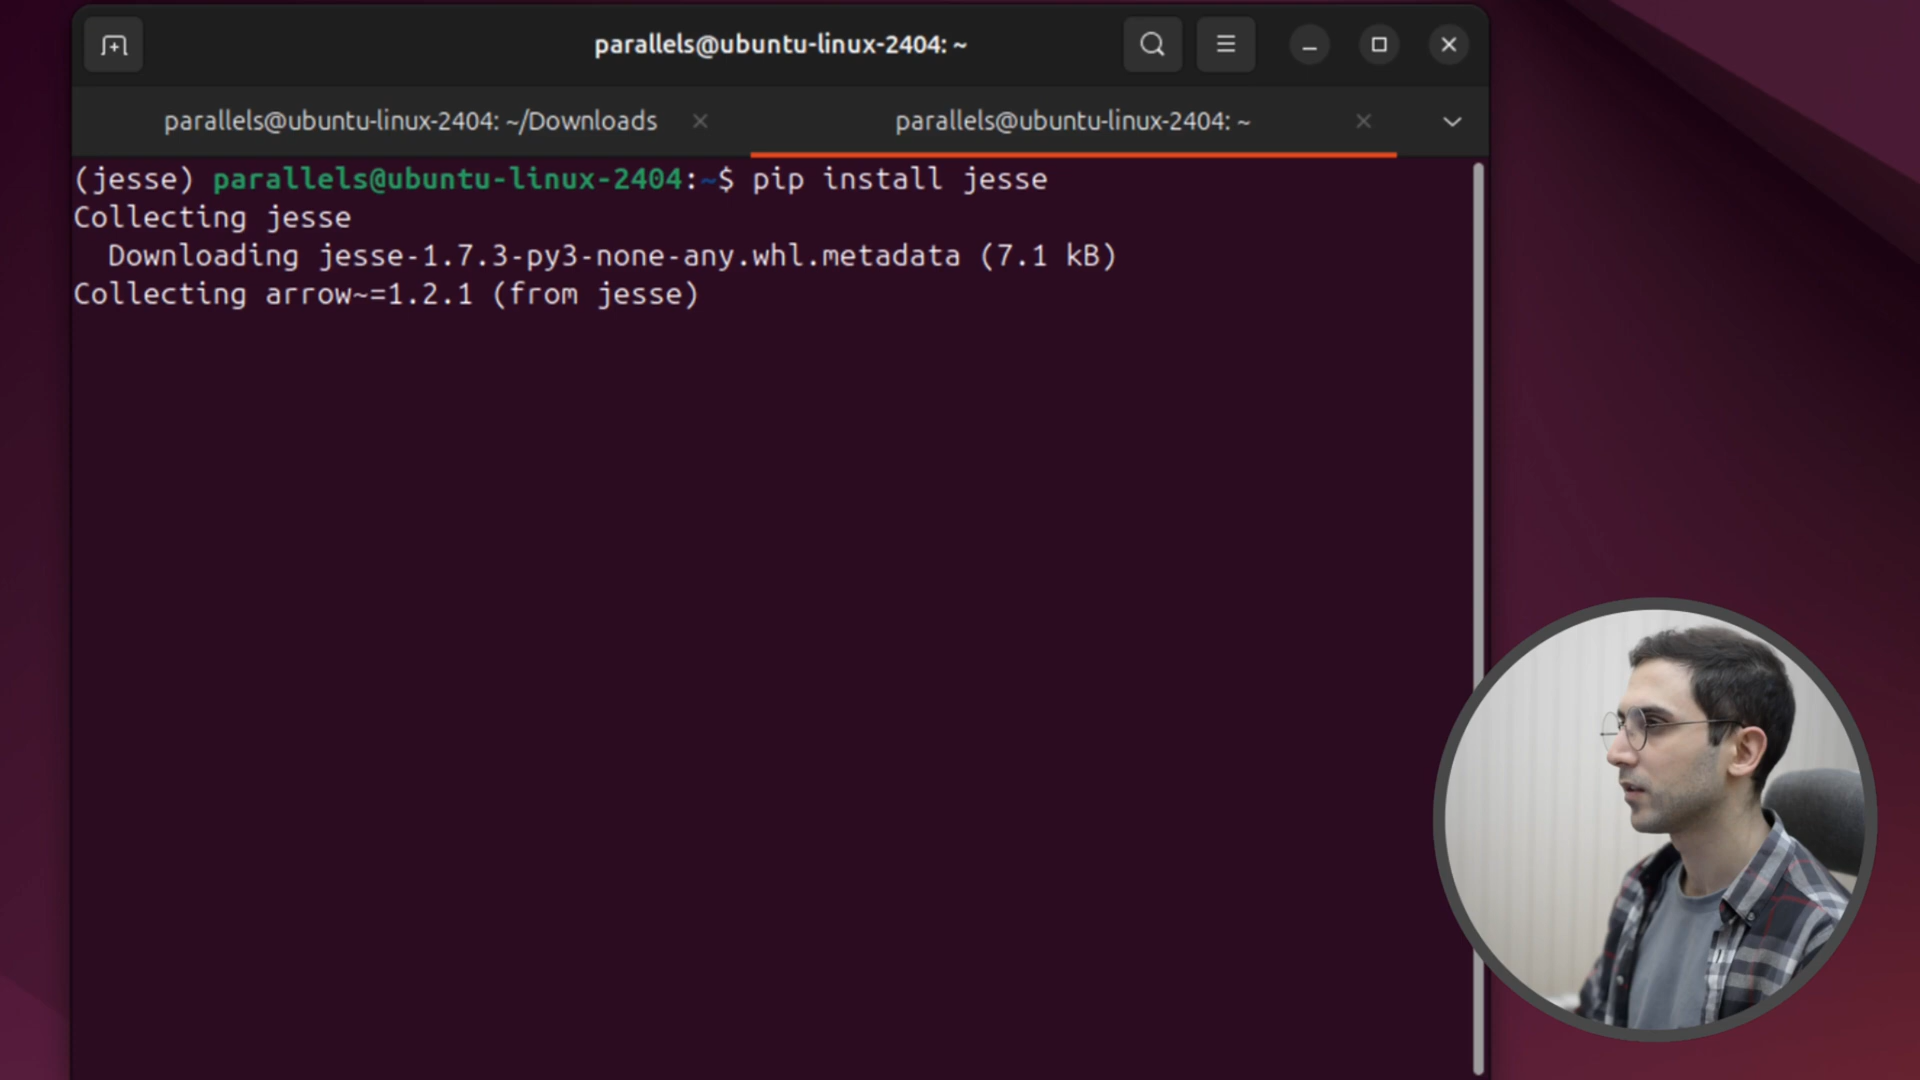 parallels@ubuntu-linux-2404: ~
parallels@ubuntu-linux-2404: ~/Downloads
parallels@ubuntu-linux-2404: ~
(jesse) parallels@ubuntu-linux-2404:~$ pip install jesse
Collecting jesse
  Downloading jesse-1.7.3-py3-none-any.whl.metadata (7.1 kB)
Collecting arrow~=1.2.1 (from jesse)